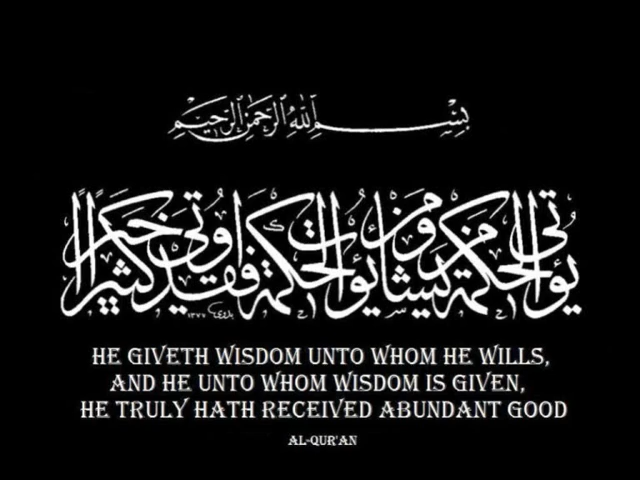 بسم الله الرحمن الرحيم
يؤتي الحكمة من يشاء ومن يؤت الحكمة فقد أوتي خيرا كثيرا
١٣٧٦
HE GIVETH WISDOM UNTO WHOM HE WILLS,
AND HE UNTO WHOM WISDOM IS GIVEN,
HE TRULY HATH RECEIVED ABUNDANT GOOD
AL-QUR'AN